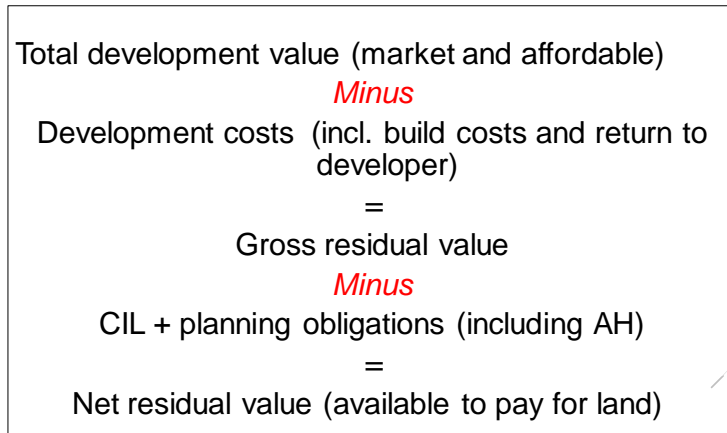 Total development value (market and affordable)
Minus
Development costs (incl. build costs and return to
developer)
=
Gross residual value
Minus
CIL + planning obligations (including AH)
=
Net residual value (available to pay for land)